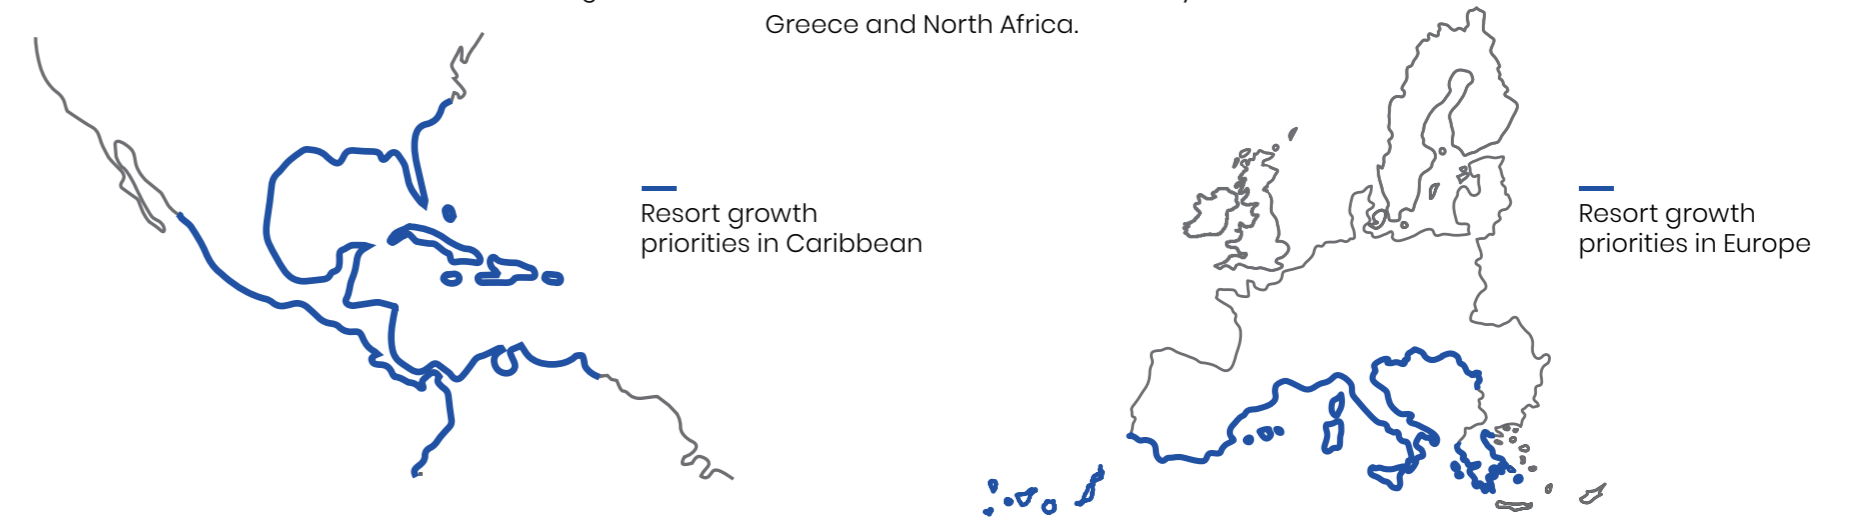 Greece and North Africa.
Resort growth
priorities in Caribbean
Resort growth
priorities in Europe